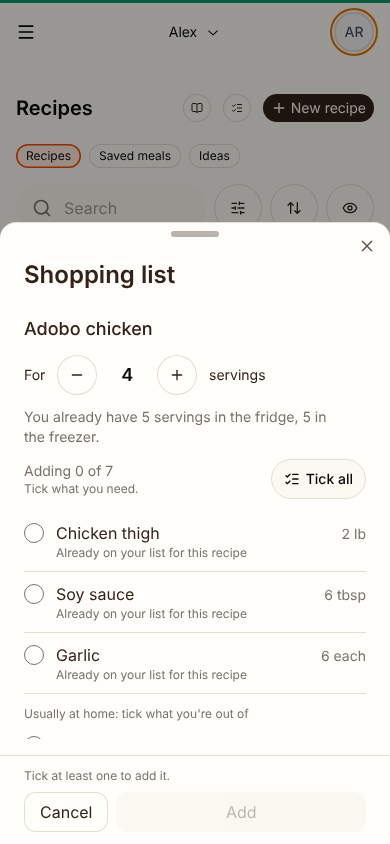 Alex
AR
Recipes
New recipe
Recipes
Saved meals
Ideas
Search
Shopping list
Adobo chicken
For
4
servings
You already have 5 servings in the fridge, 5 in
the freezer.
Adding 0 of 7
Tick what you need.
Tick all
Chicken thigh
2 lb
Already on your list for this recipe
Soy sauce
6 tbsp
Already on your list for this recipe
Garlic
6 each
Already on your list for this recipe
Usually at home: tick what you're out of
Tick at least one to add it.
Cancel
Add